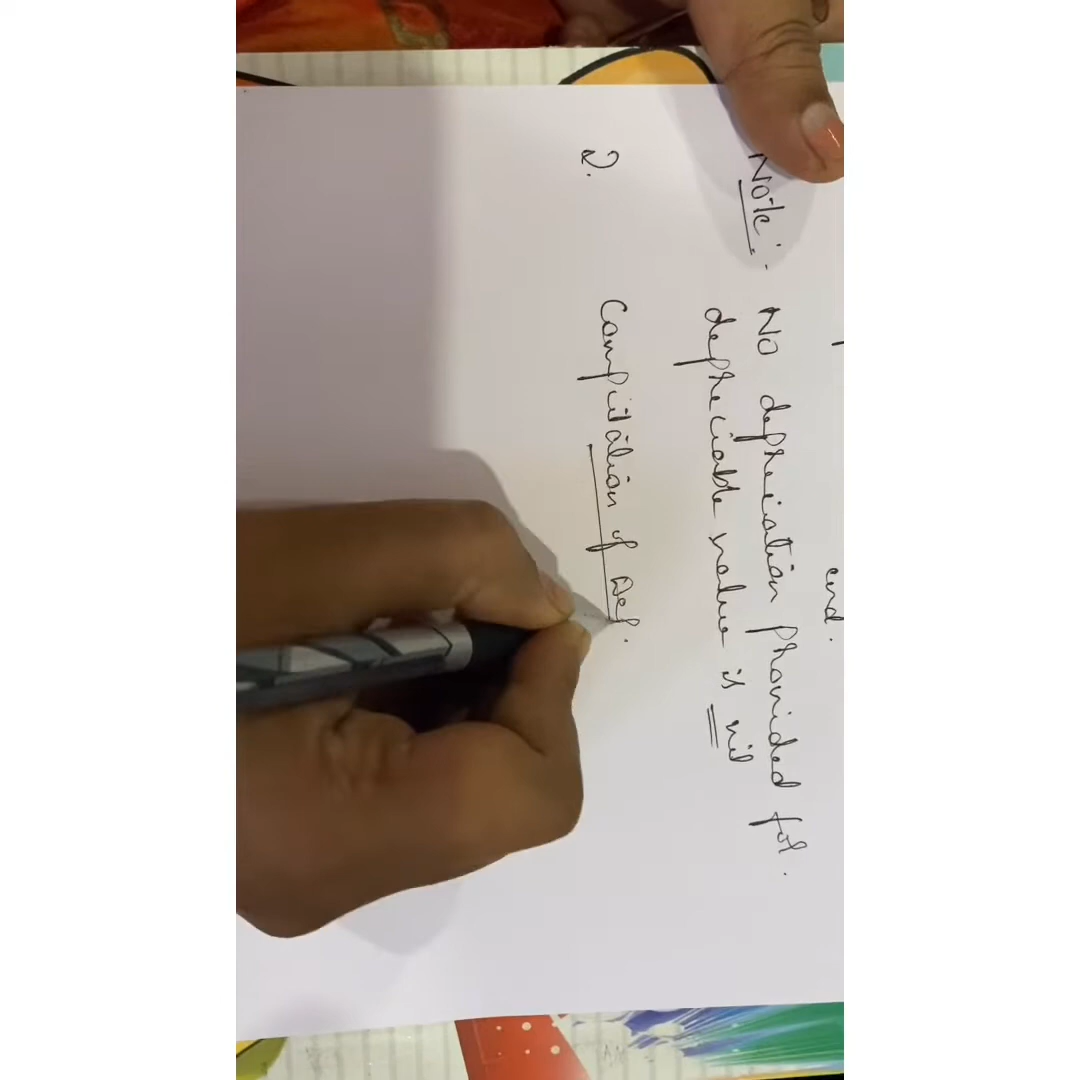 end.
Note:- No depreciation provided for.
depreciable value is nil
2. Computation of Dep.